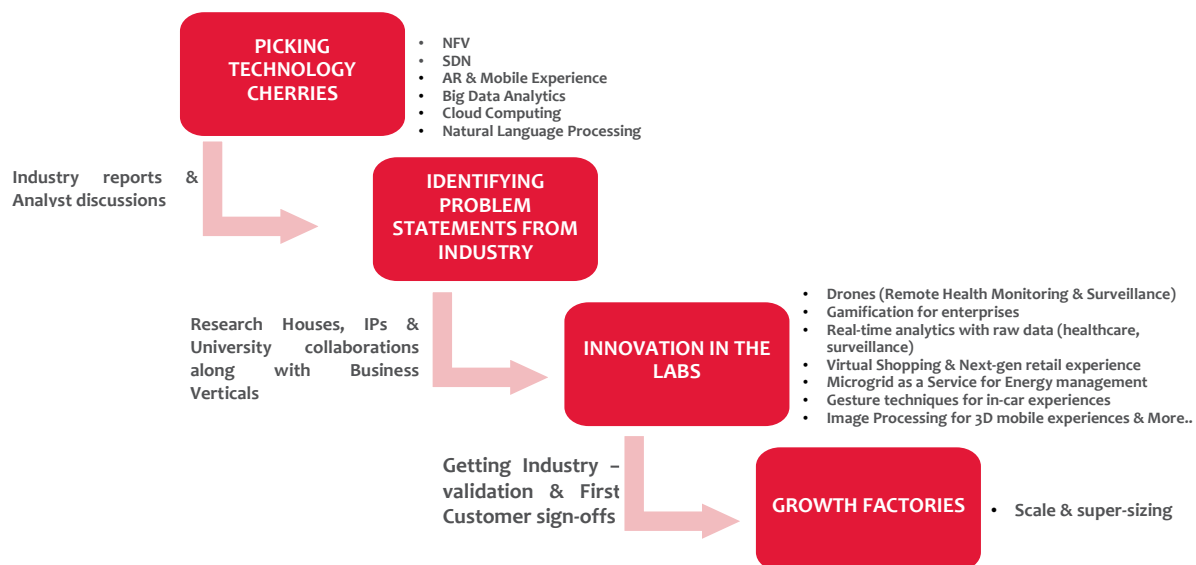 PICKING
TECHNOLOGY
CHERRIES
• NFV
• SDN
• AR & Mobile Experience
• Big Data Analytics
• Cloud Computing
• Natural Language Processing
Industry reports &
Analyst discussions
IDENTIFYING
PROBLEM
STATEMENTS FROM
INDUSTRY
Research Houses, IPs &
University collaborations
along with Business
Verticals
INNOVATION IN THE
LABS
• Drones (Remote Health Monitoring & Surveillance)
• Gamification for enterprises
• Real-time analytics with raw data (healthcare,
surveillance)
• Virtual Shopping & Next-gen retail experience
• Microgrid as a Service for Energy management
• Gesture techniques for in-car experiences
• Image Processing for 3D mobile experiences & More..
Getting Industry –
validation & First
Customer sign-offs
GROWTH FACTORIES
• Scale & super-sizing